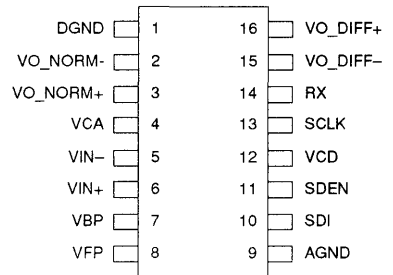 DGND 1 16 VO_DIFF+
VO_NORM- 2 15 VO_DIFF–
VO_NORM+ 3 14 RX
VCA 4 13 SCLK
VIN– 5 12 VCD
VIN+ 6 11 SDEN
VBP 7 10 SDI
VFP 8 9 AGND